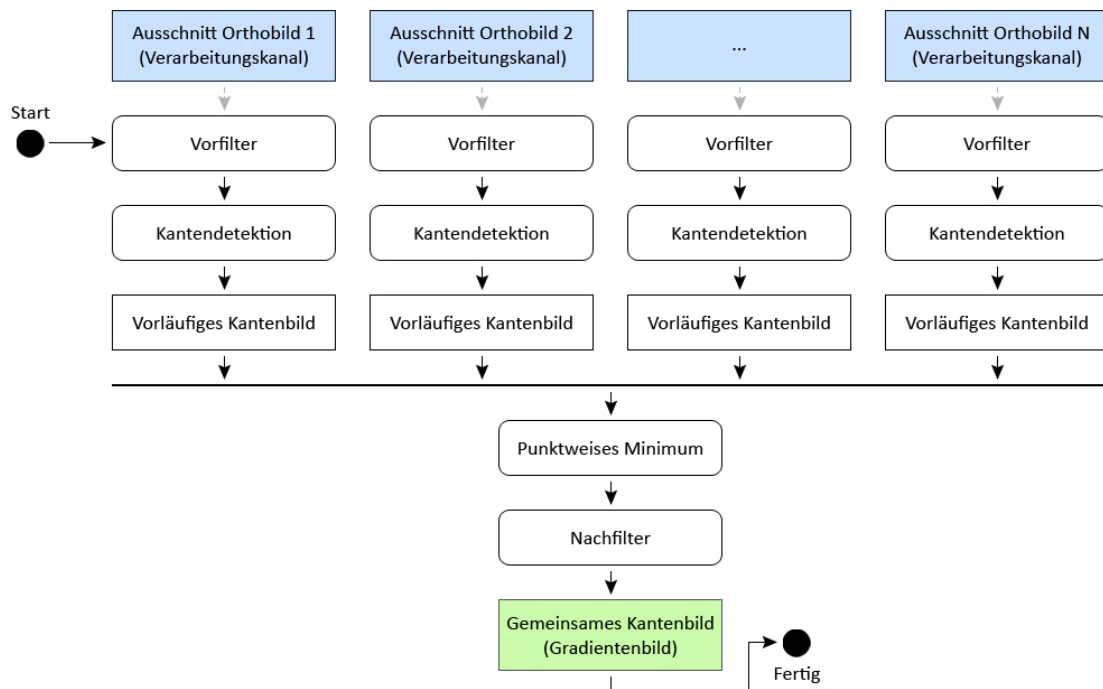 Ausschnitt Orthobild 1
(Verarbeitungskanal)
Ausschnitt Orthobild 2
(Verarbeitungskanal)
...
Ausschnitt Orthobild N
(Verarbeitungskanal)
Start
Vorfilter
Vorfilter
Vorfilter
Vorfilter
Kantendetektion
Kantendetektion
Kantendetektion
Kantendetektion
Vorläufiges Kantenbild
Vorläufiges Kantenbild
Vorläufiges Kantenbild
Vorläufiges Kantenbild
Punktweises Minimum
Nachfilter
Gemeinsames Kantenbild
(Gradientenbild)
Fertig